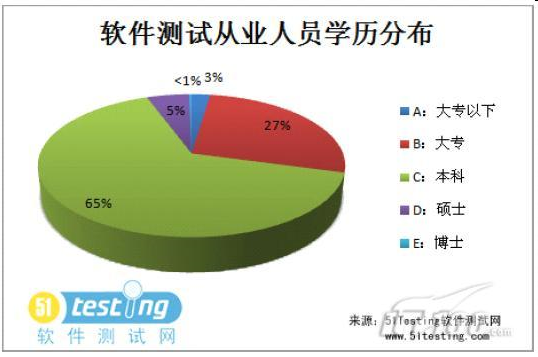 软件测试从业人员学历分布
<1%
3%
5%
27%
65%
A：大专以下
B：大专
C：本科
D：硕士
E：博士
51testing
软件测试网
来源：51Testing软件测试网
www.51testing.com